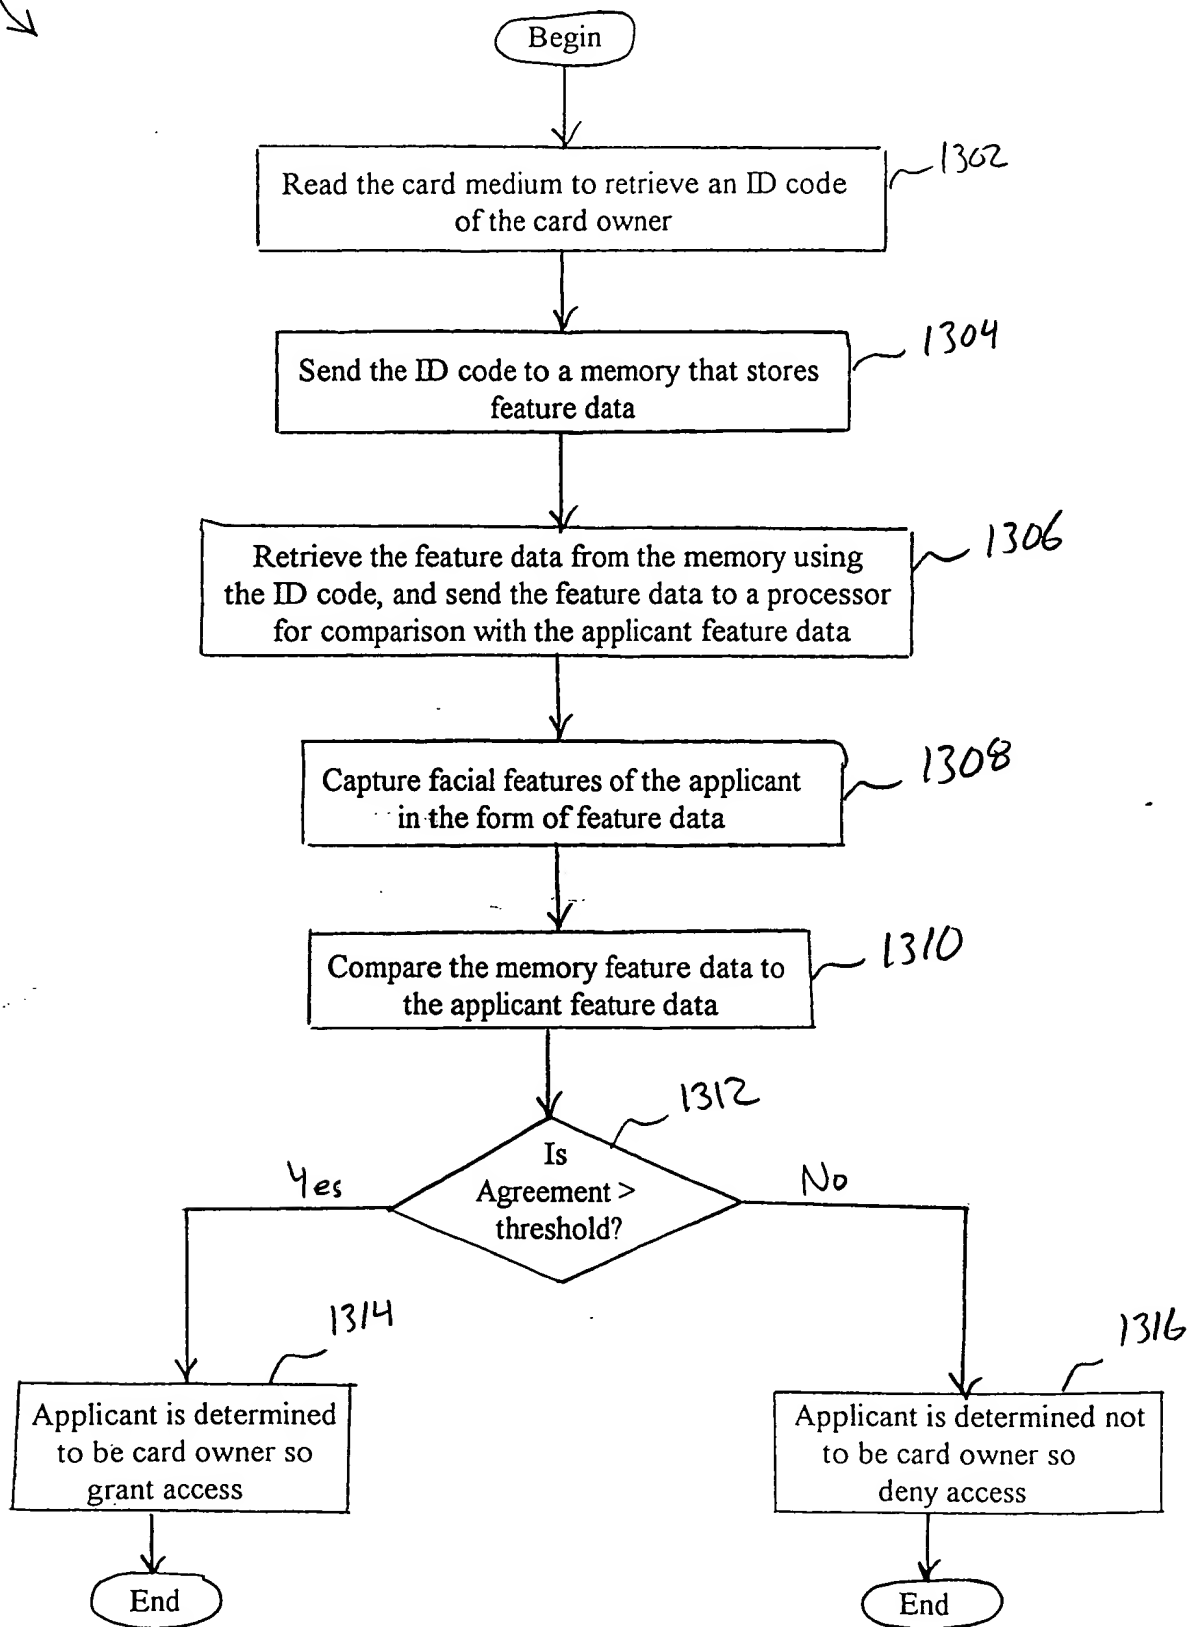 Begin
1302
Read the card medium to retrieve an ID code
of the card owner
1304
Send the ID code to a memory that stores
feature data
1306
Retrieve the feature data from the memory using
the ID code, and send the feature data to a processor
for comparison with the applicant feature data
1308
Capture facial features of the applicant
in the form of feature data
1310
Compare the memory feature data to
the applicant feature data
1312
Is
Agreement >
threshold?
Yes
No
1314
Applicant is determined
to be card owner so
grant access
1316
Applicant is determined not
to be card owner so
deny access
End
End